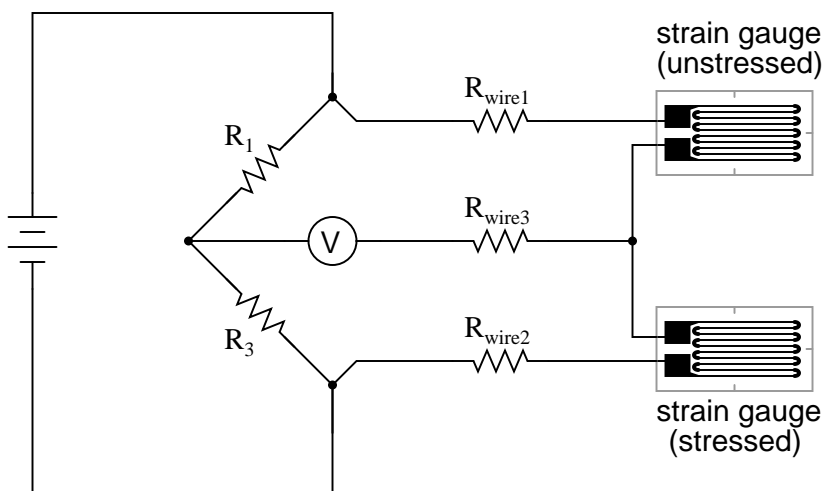 strain gauge
(unstressed)
Rwire1
R1
Rwire3
V
R3
Rwire2
strain gauge
(stressed)